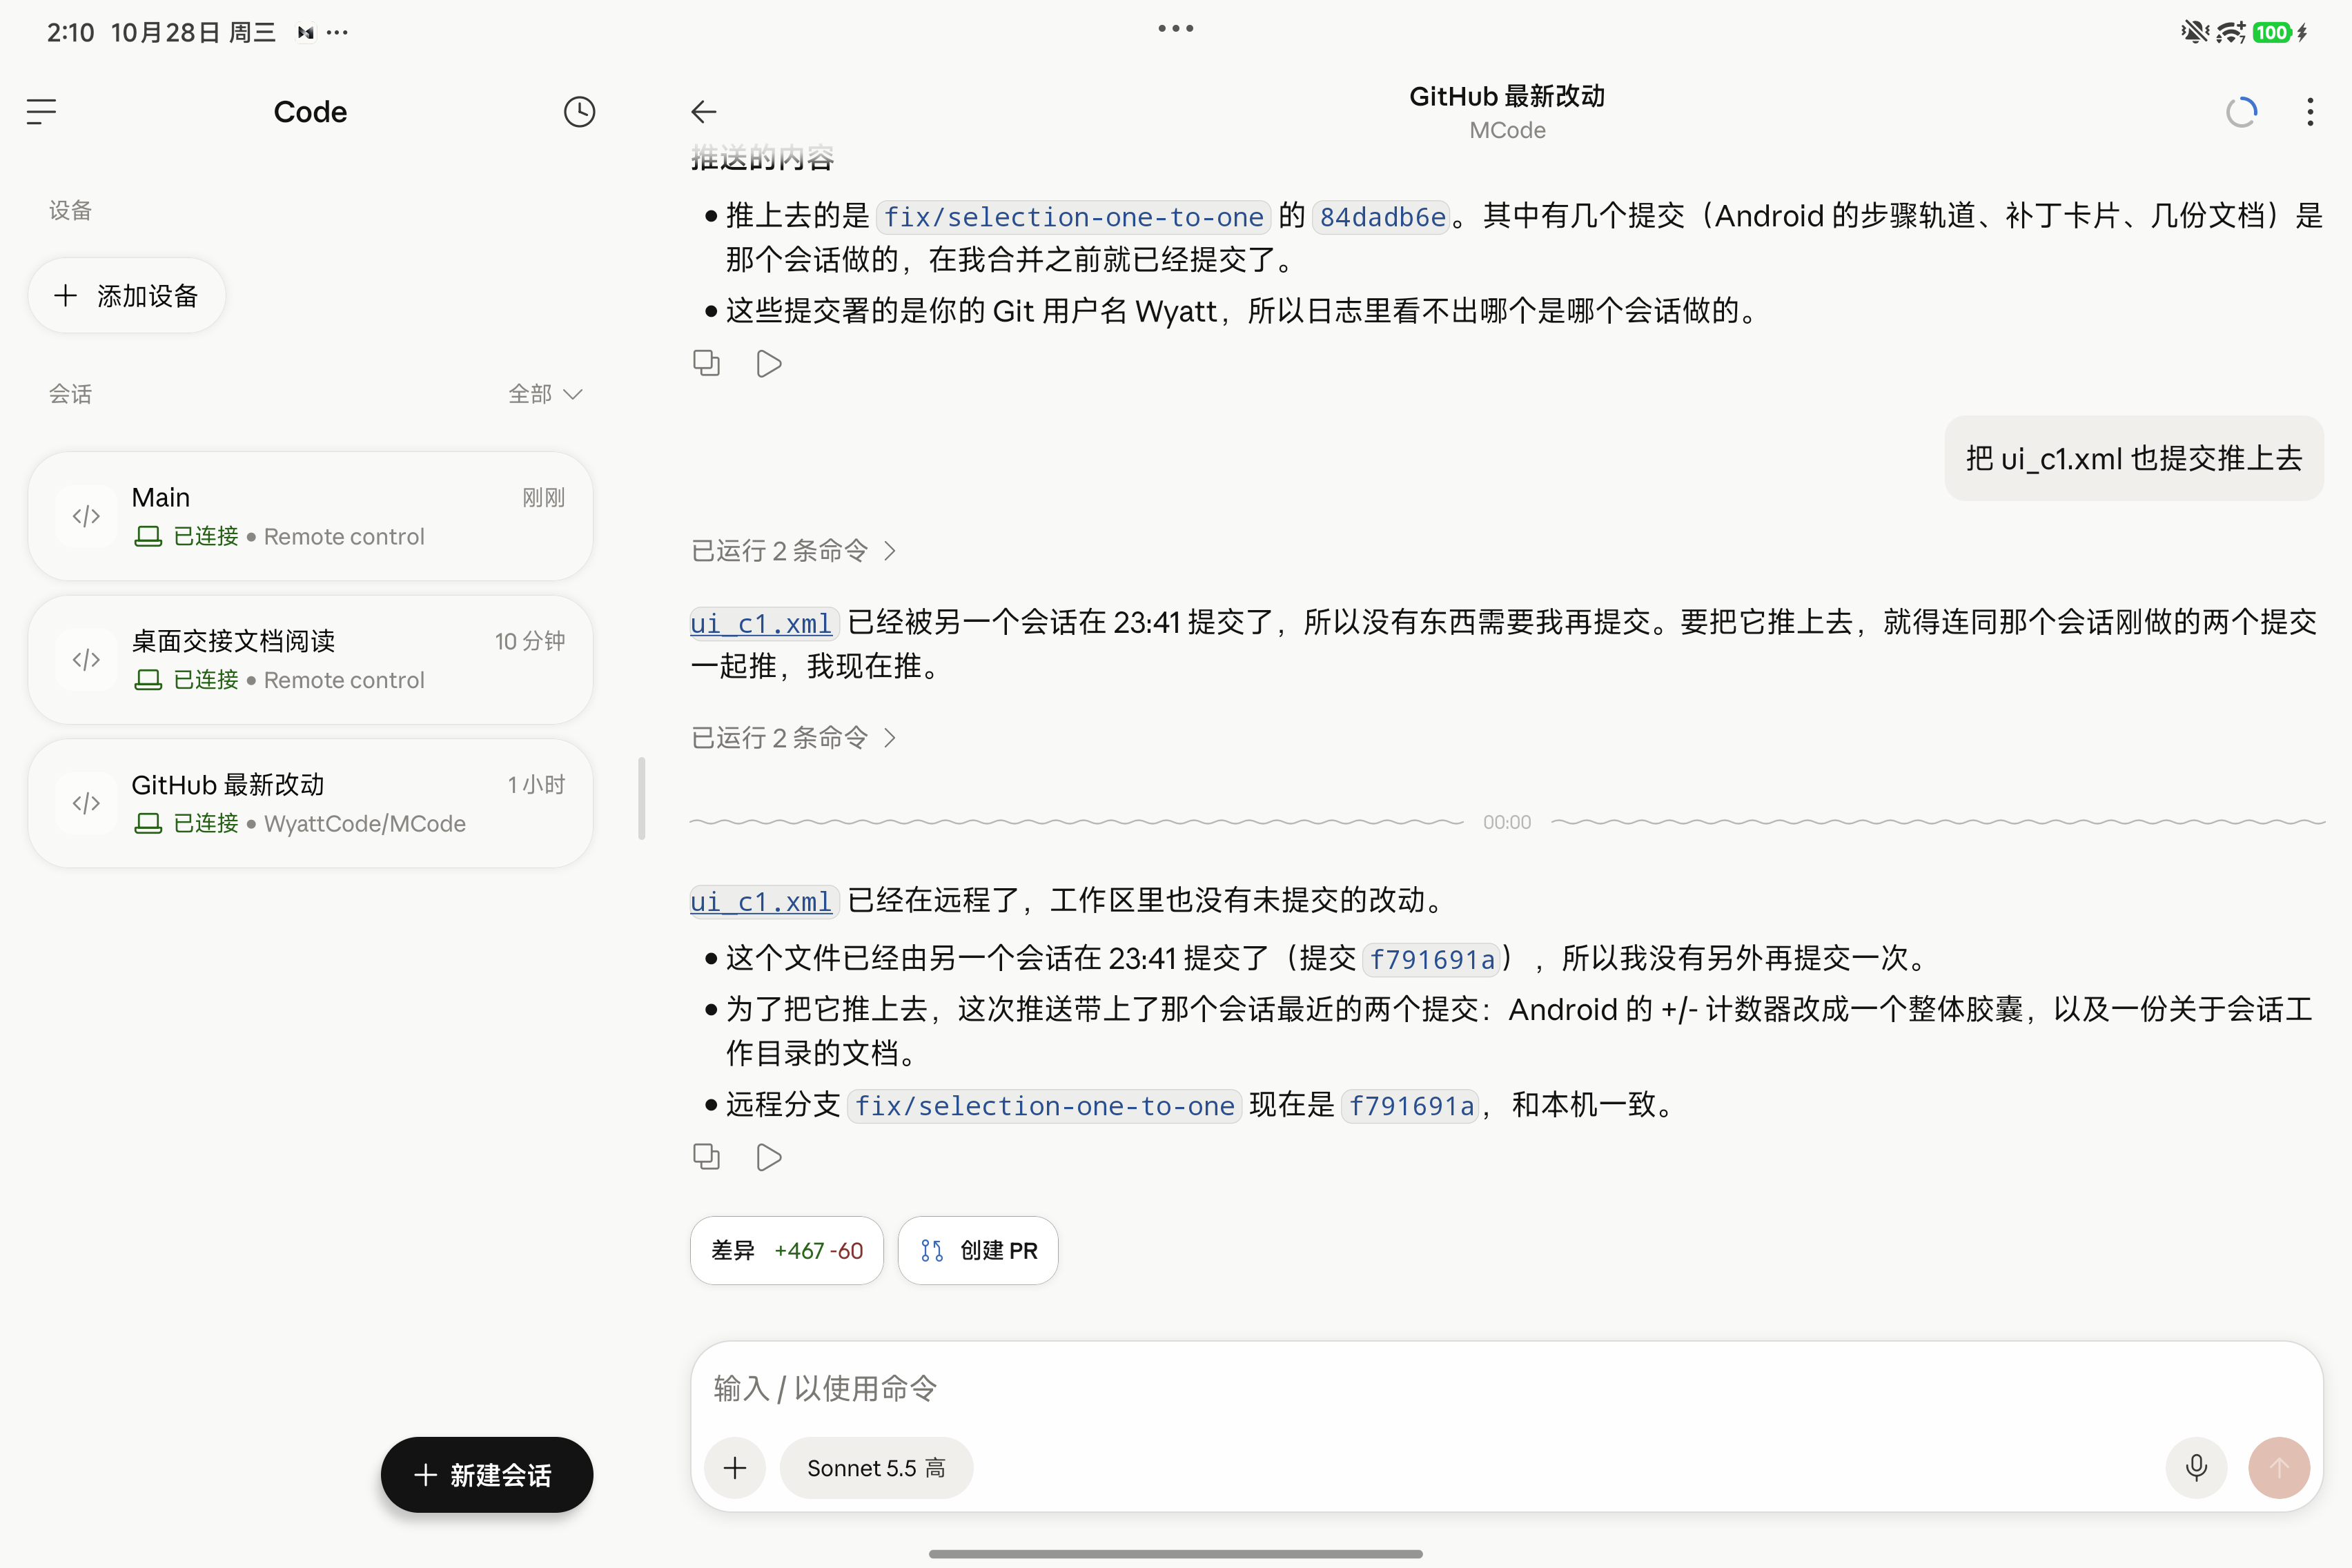 2:10 10月28日 周三
100
Code
设备
添加设备
会话
全部
Main
刚刚
已连接 • Remote control
桌面交接文档阅读
10 分钟
已连接 • Remote control
GitHub 最新改动
1 小时
已连接 • WyattCode/MCode
新建会话
GitHub 最新改动
MCode
推送的内容
• 推上去的是 fix/selection-one-to-one 的 84dadb6e。其中有几个提交（Android 的步骤轨道、补丁卡片、几份文档）是
那个会话做的，在我合并之前就已经提交了。
• 这些提交署的是你的 Git 用户名 Wyatt，所以日志里看不出哪个是哪个会话做的。
把 ui_c1.xml 也提交推上去
已运行 2 条命令
ui_c1.xml 已经被另一个会话在 23:41 提交了，所以没有东西需要我再提交。要把它推上去，就得连同那个会话刚做的两个提交
一起推，我现在推。
已运行 2 条命令
00:00
ui_c1.xml 已经在远程了，工作区里也没有未提交的改动。
• 这个文件已经由另一个会话在 23:41 提交了（提交 f791691a），所以我没有另外再提交一次。
• 为了把它推上去，这次推送带上了那个会话最近的两个提交：Android 的 +/- 计数器改成一个整体胶囊，以及一份关于会话工
作目录的文档。
• 远程分支 fix/selection-one-to-one 现在是 f791691a，和本机一致。
差异 +467 -60
创建 PR
输入 / 以使用命令
Sonnet 5.5 高